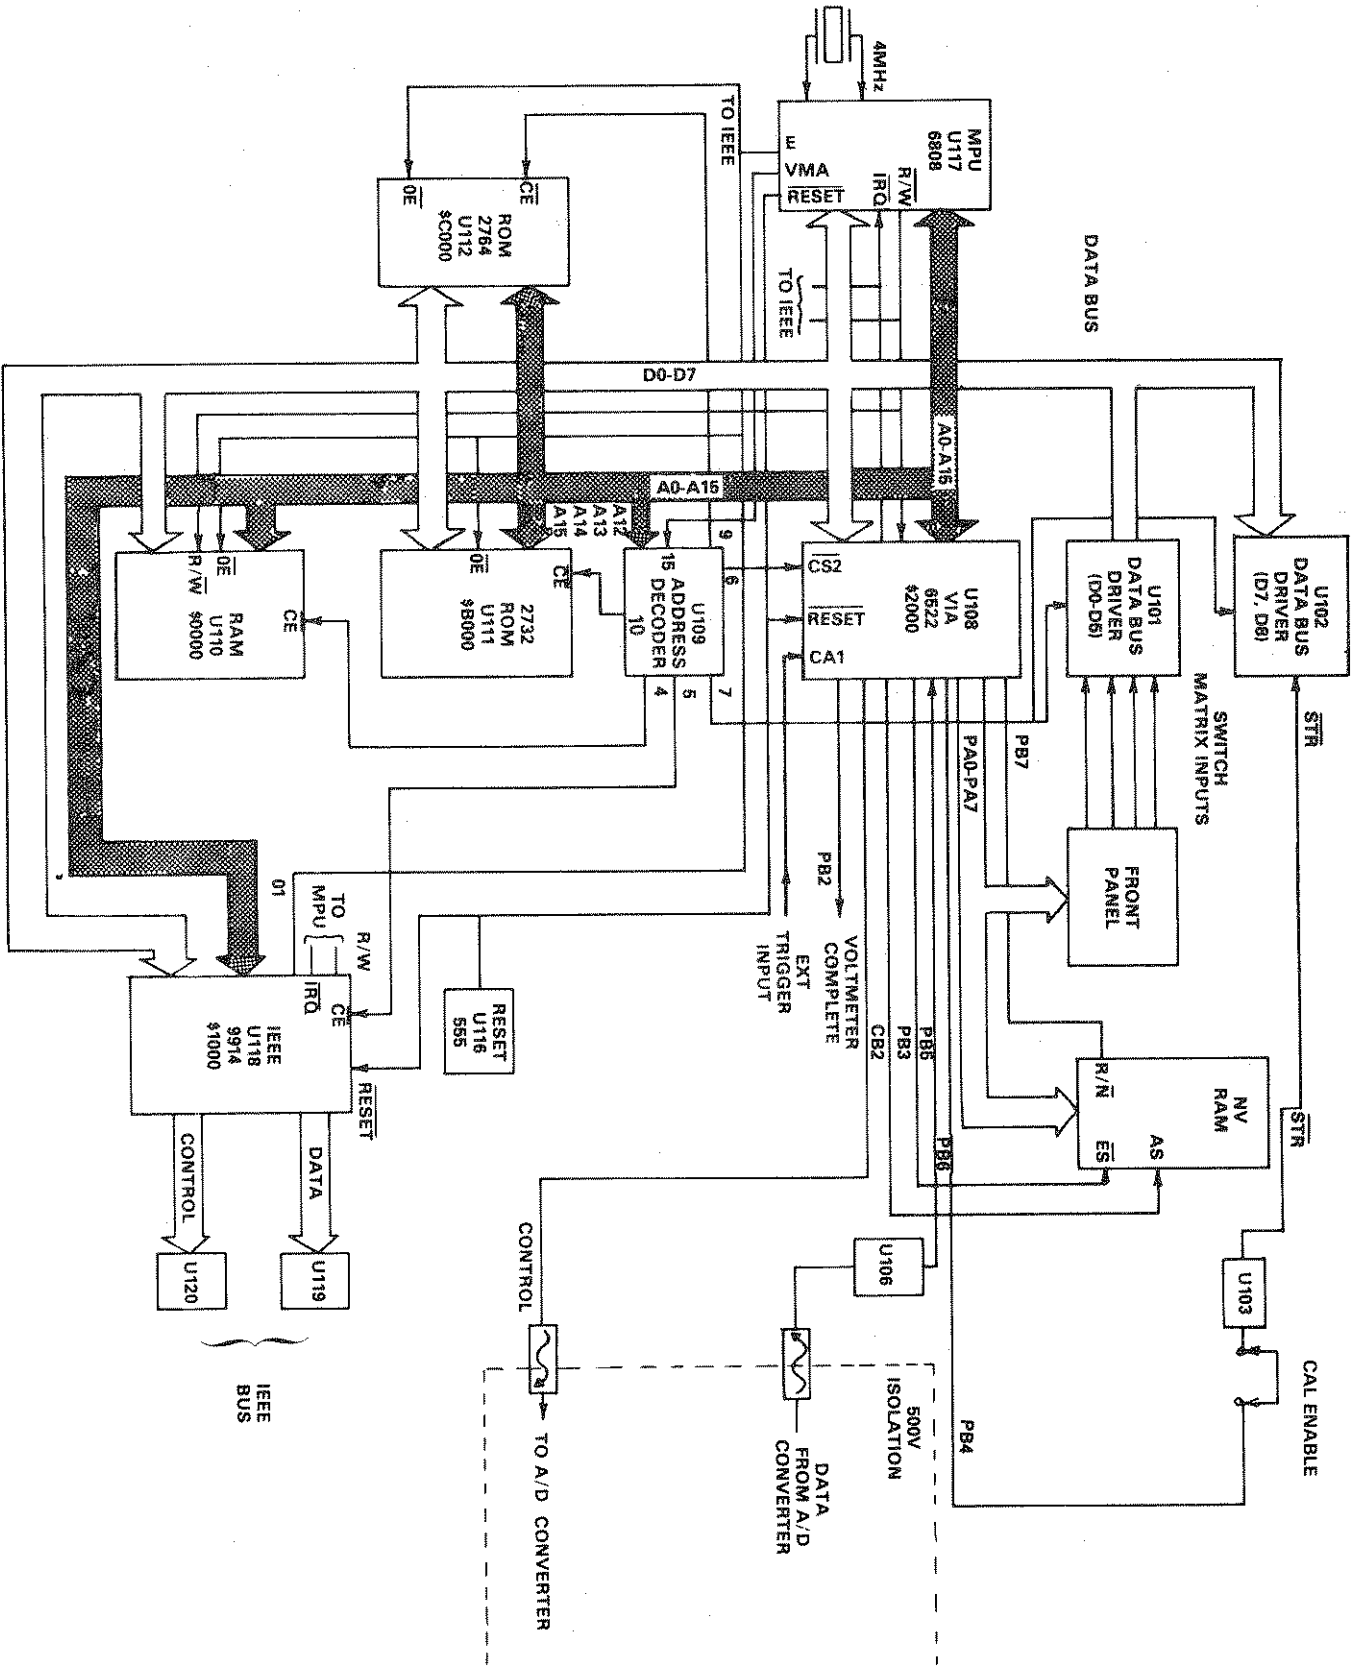 4MHz
MPU
U117
6808
R/W
IRQ
E
VMA
RESET
TO IEEE
CE
OE
ROM
2764
U112
$C000
TO IEEE
DATA BUS
D0-D7
A0-A15
A0-A15
A12
A13
A14
A15
U102
DATA BUS
DRIVER
(D7, D8)
U101
DATA BUS
DRIVER
(D0-D5)
SWITCH
MATRIX INPUTS
STR
U108
VIA
6522
$2000
CS2
RESET
CA1
9
6
15
U109
ADDRESS
DECODER
10
7
5
4
CE
OE
2732
ROM
U111
$B000
CE
OE
R/W
RAM
U110
$0000
PB7
PA0-PA7
FRONT
PANEL
PB2
VOLTMETER
COMPLETE
EXT
TRIGGER
INPUT
CB2
PB3
PB6
PB6
NV
RAM
R/N
ES
AS
STR
RESET
U116
555
R/W
TO
MPU
01
CE
IRQ
IEEE
U118
9914
$1000
RESET
DATA
CONTROL
U119
U120
IEEE
BUS
CONTROL
U106
U103
CAL ENABLE
PB4
500V
ISOLATION
DATA
FROM A/D
CONVERTER
TO A/D CONVERTER